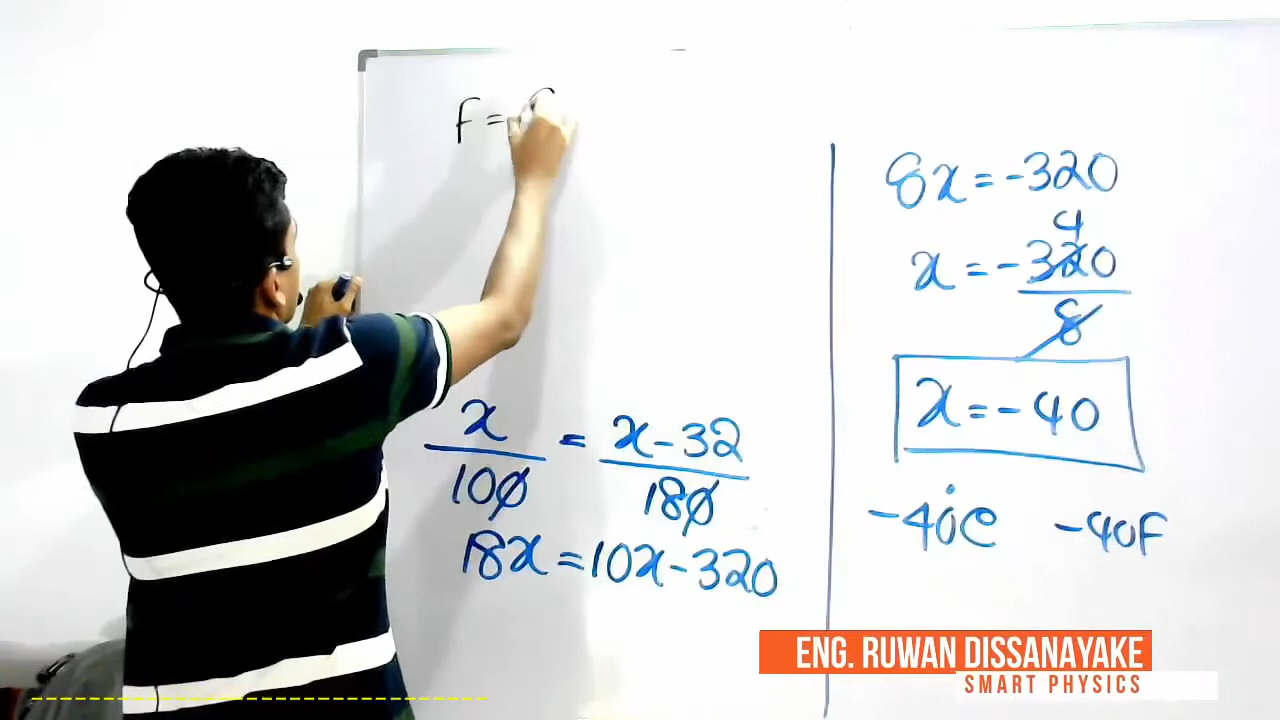 f =
x/100 = x-32/180
18x = 10x - 320
8x = -320
4
x = -320/8
x = -40
-40°C -40F
ENG. RUWAN DISSANAYAKE
SMART PHYSICS